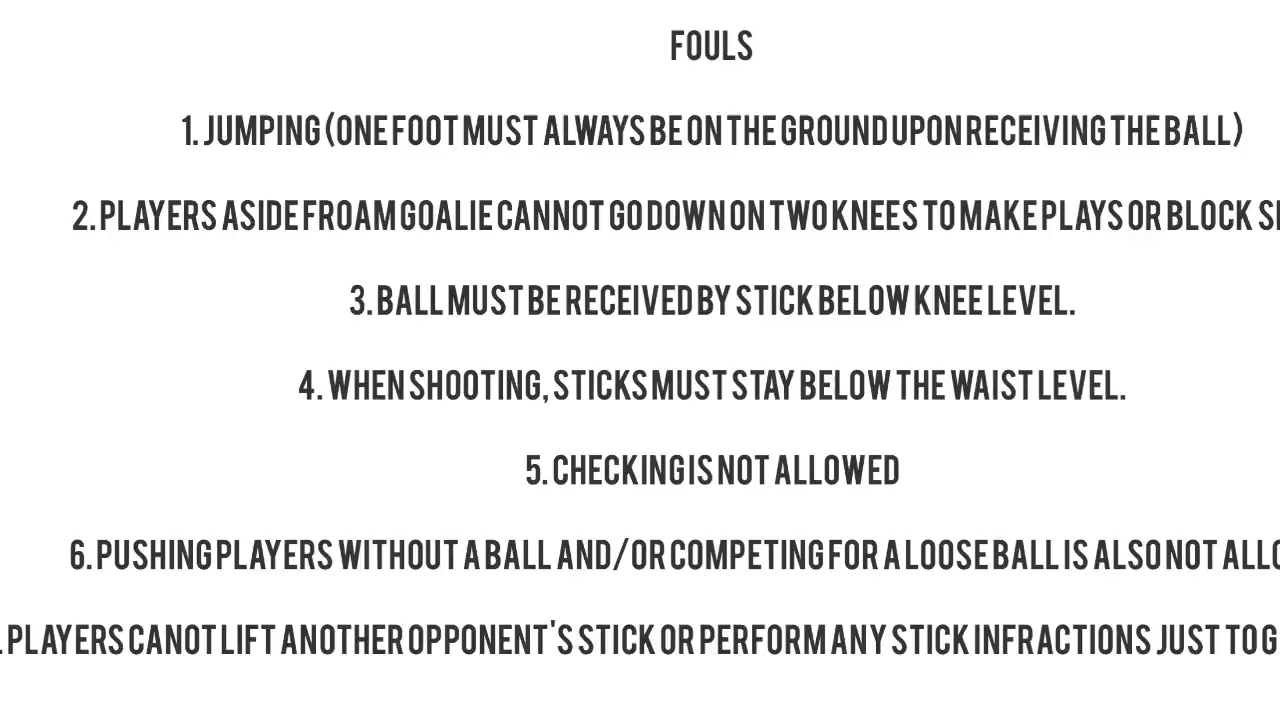 FOULS
1. JUMPING (ONE FOOT MUST ALWAYS BE ON THE GROUND UPON RECEIVING THE BALL)
2. PLAYERS ASIDE FROAM GOALIE CANNOT GO DOWN ON TWO KNEES TO MAKE PLAYS OR BLOCK
3. BALL MUST BE RECEIVED BY STICK BELOW KNEE LEVEL.
4. WHEN SHOOTING, STICKS MUST STAY BELOW THE WAIST LEVEL.
5. CHECKING IS NOT ALLOWED
6. PUSHING PLAYERS WITHOUT A BALL AND/OR COMPETING FOR A LOOSE BALL IS ALSO NOT
. PLAYERS CANOT LIFT ANOTHER OPPONENT'S STICK OR PERFORM ANY STICK INFRACTIONS JUST TO